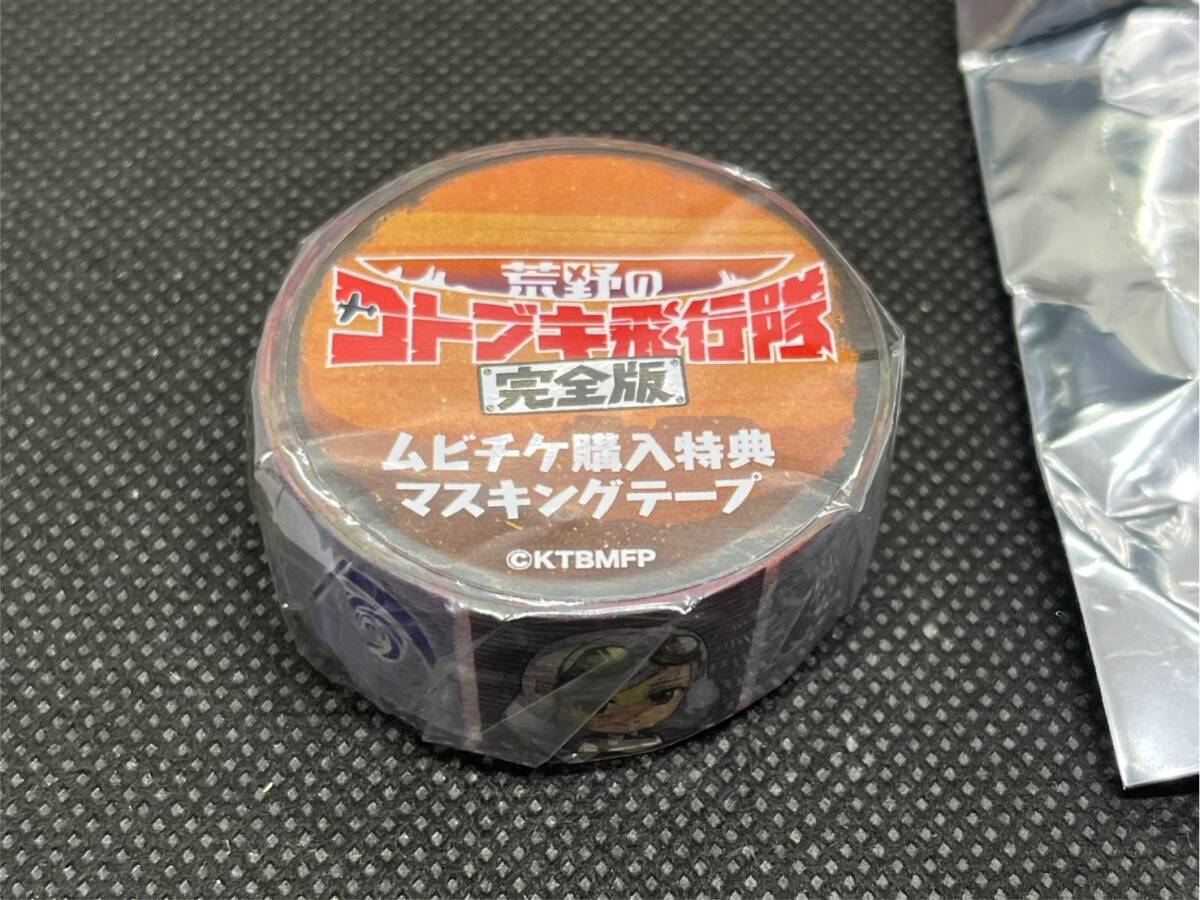 荒野の
コトブキ飛行隊
完全版
ムビチケ購入特典
マスキングテープ
©KTBMFP